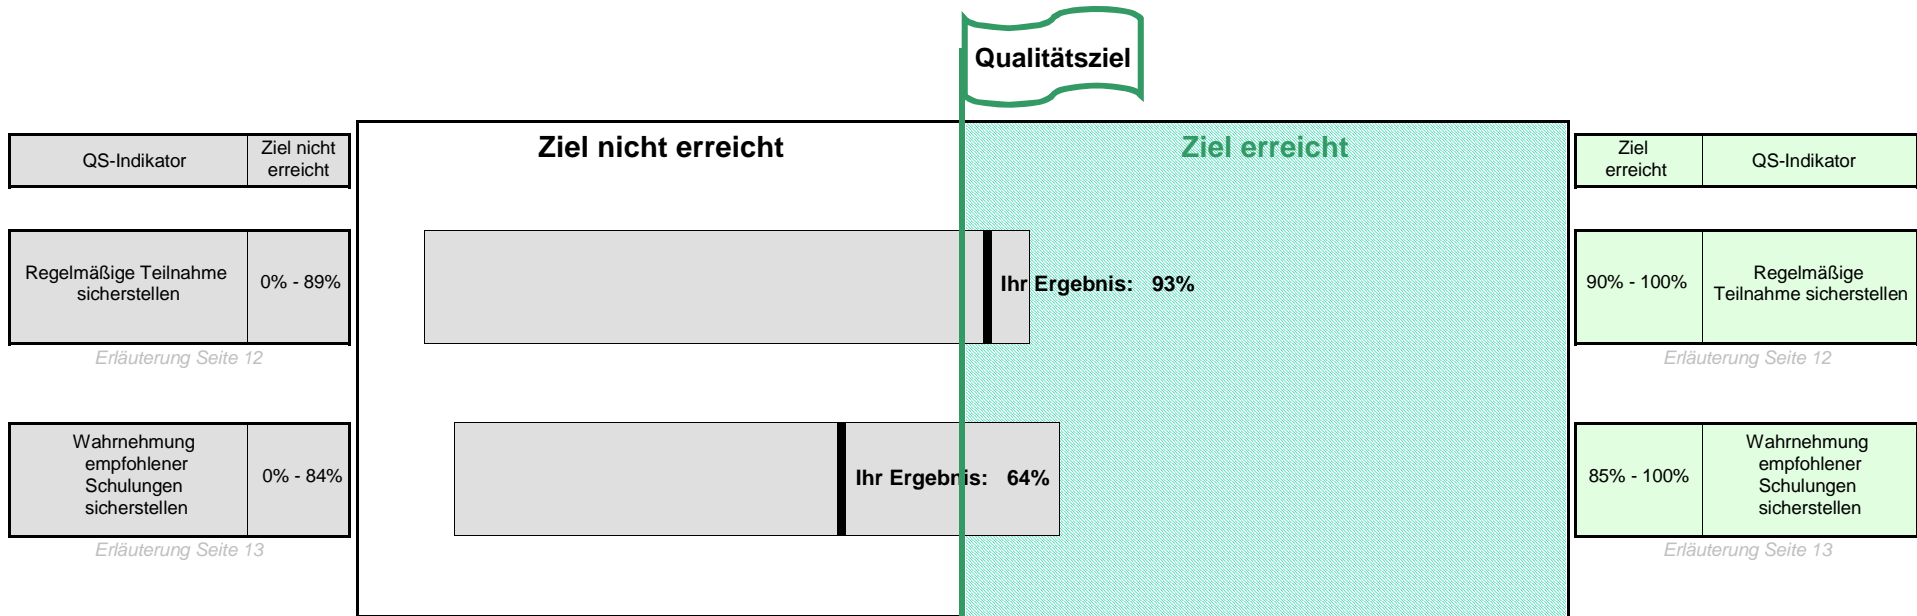 Qualitätsziel
Ziel nicht erreicht
Ziel erreicht
QS-Indikator
Ziel nicht
erreicht
Ziel
erreicht
QS-Indikator
Regelmäßige Teilnahme
sicherstellen
0% - 89%
Ihr Ergebnis: 93%
90% - 100%
Regelmäßige
Teilnahme sicherstellen
Erläuterung Seite 12
Erläuterung Seite 12
Wahrnehmung
empfohlener
Schulungen
sicherstellen
0% - 84%
Ihr Ergebnis: 64%
85% - 100%
Wahrnehmung
empfohlener
Schulungen
sicherstellen
Erläuterung Seite 13
Erläuterung Seite 13